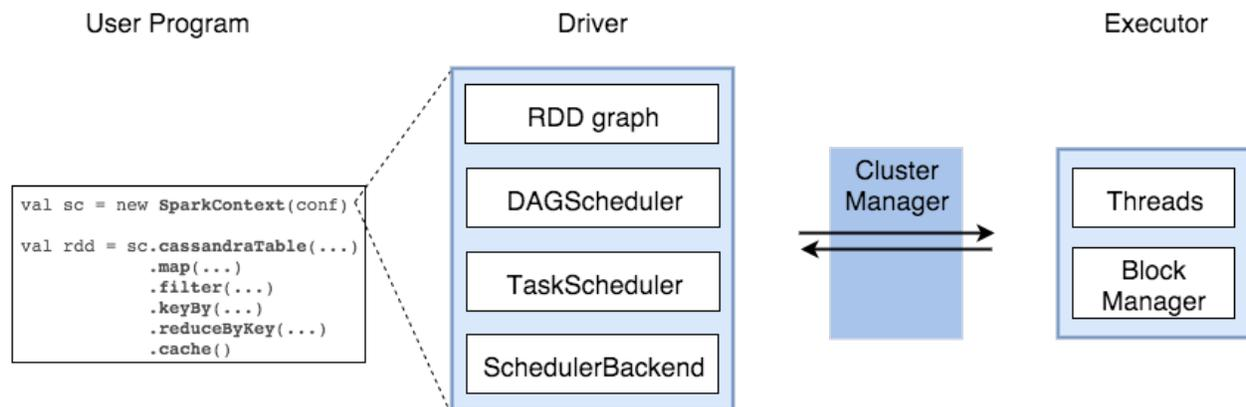 User Program
Driver
Executor
val sc = new SparkContext(conf)
val rdd = sc.cassandraTable(...)
.map(...)
.filter(...)
.keyBy(...)
.reduceByKey(...)
.cache()
RDD graph
DAGScheduler
TaskScheduler
SchedulerBackend
Cluster
Manager
Threads
Block
Manager